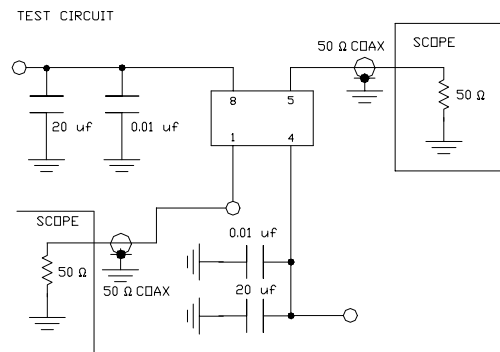 TEST CIRCUIT
50 Ω COAX
SCOPE
50 Ω
8 5
1 4
20 uf
0.01 uf
SCOPE
50 Ω
50 Ω COAX
0.01 uf
20 uf